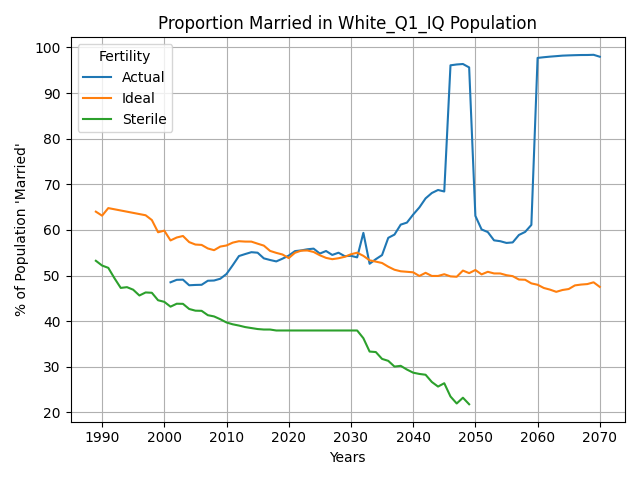 Proportion Married in White_Q1_IQ Population
Fertility
Actual
Ideal
Sterile
% of Population 'Married'
100
90
80
70
60
50
40
30
20
1990 2000 2010 2020 2030 2040 2050 2060 2070
Years